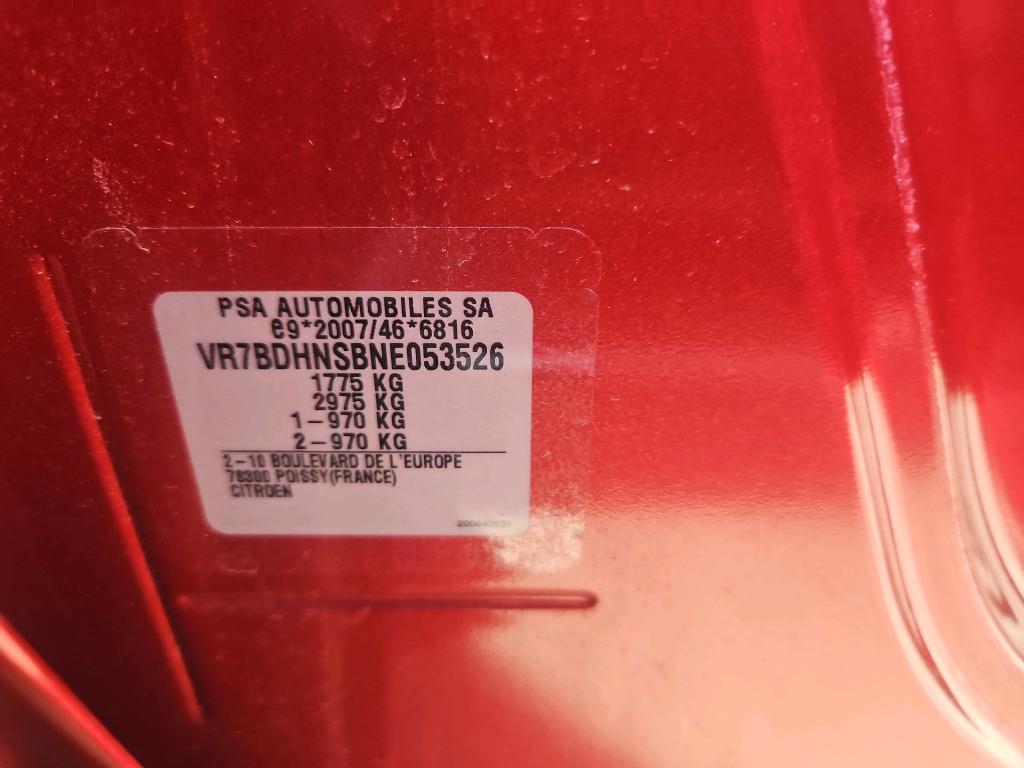 PSA AUTOMOBILES SA
e9*2007/46*6816
VR7BDHNSBNE053526
1775 KG
2975 KG
1-970 KG
2-970 KG
2-10 BOULEVARD DE L'EUROPE
78300 POISSY(FRANCE)
CITROEN